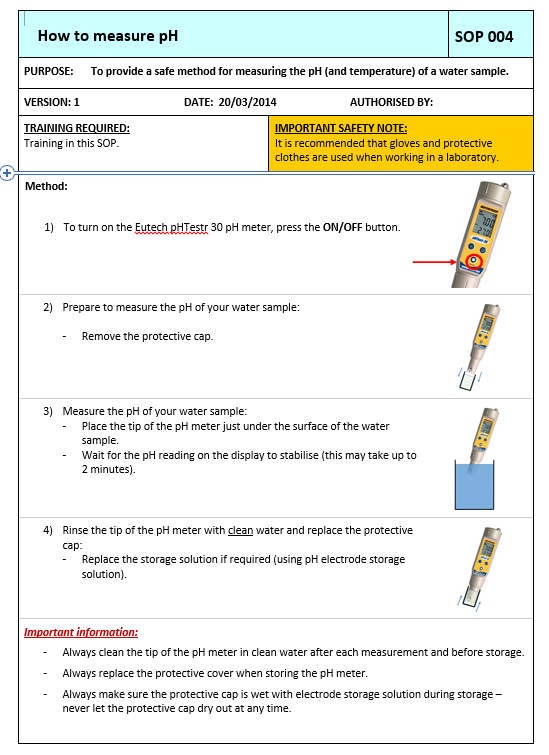 How to measure pH
SOP 004
PURPOSE: To provide a safe method for measuring the pH (and temperature) of a water sample.
VERSION: 1 DATE: 20/03/2014 AUTHORISED BY:
TRAINING REQUIRED:
Training in this SOP.
IMPORTANT SAFETY NOTE:
It is recommended that gloves and protective
clothes are used when working in a laboratory.
Method:
1) To turn on the Eutech pHTestr 30 pH meter, press the ON/OFF button.
2) Prepare to measure the pH of your water sample:
- Remove the protective cap.
3) Measure the pH of your water sample:
- Place the tip of the pH meter just under the surface of the water
sample.
- Wait for the pH reading on the display to stabilise (this may take up to
2 minutes).
4) Rinse the tip of the pH meter with clean water and replace the protective
cap:
- Replace the storage solution if required (using pH electrode storage
solution).
Important information:
- Always clean the tip of the pH meter in clean water after each measurement and before storage.
- Always replace the protective cover when storing the pH meter.
- Always make sure the protective cap is wet with electrode storage solution during storage –
never let the protective cap dry out at any time.